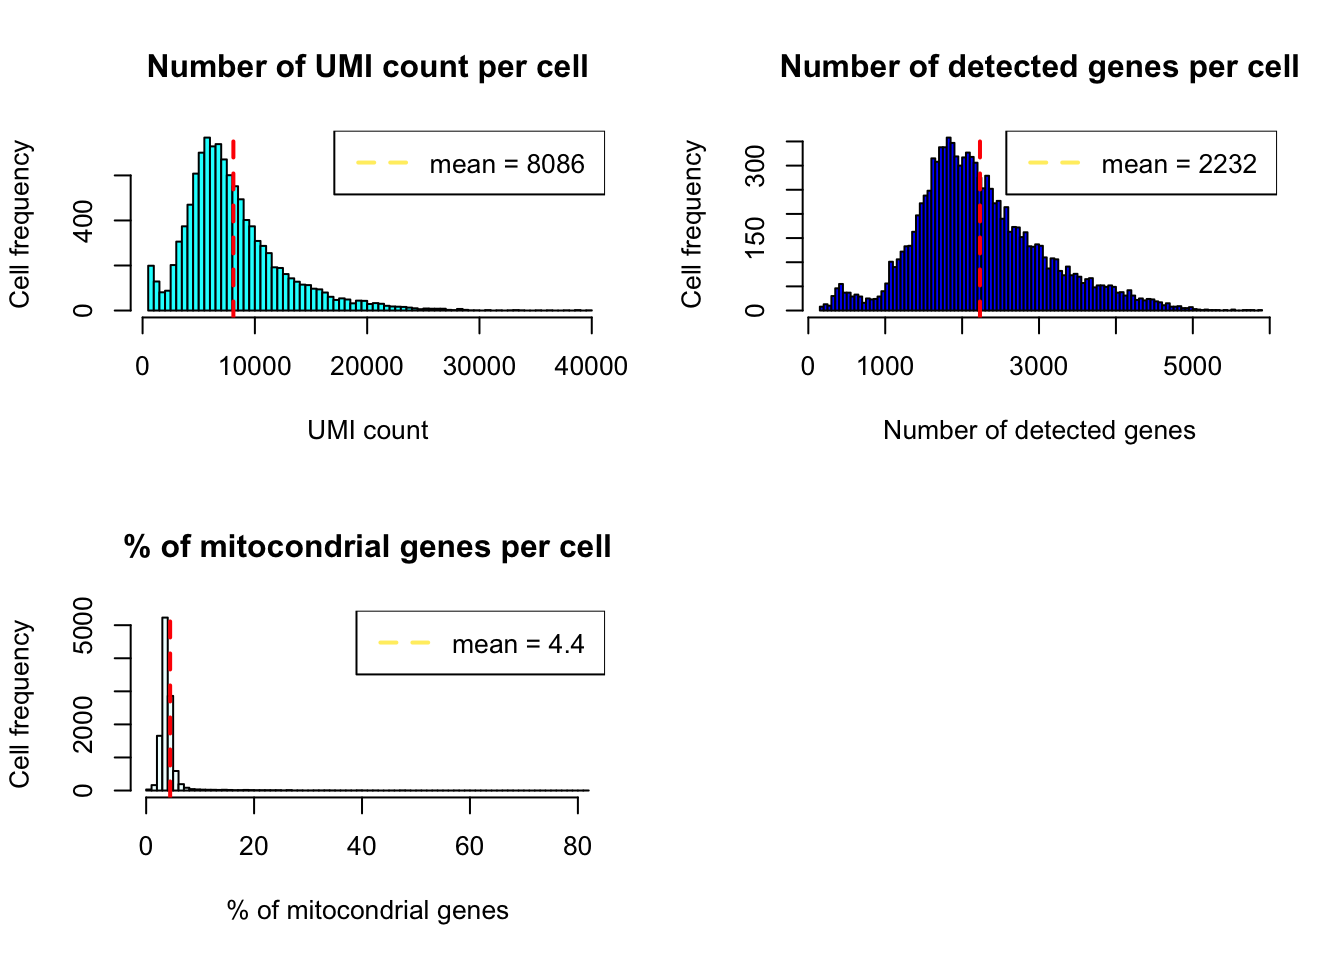 Number of UMI count per cell
Cell frequency
0
400
mean = 8086
0
10000
20000
30000
40000
UMI count
Number of detected genes per cell
Cell frequency
0
150
300
mean = 2232
0
1000
3000
5000
Number of detected genes
% of mitocondrial genes per cell
Cell frequency
0
2000
5000
mean = 4.4
0
20
40
60
80
% of mitocondrial genes